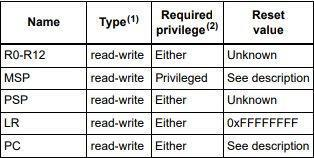 Name Type(1) Required privilege(2) Reset value
R0-R12 read-write Either Unknown
MSP read-write Privileged See description
PSP read-write Either Unknown
LR read-write Either 0xFFFFFFFF
PC read-write Either See description